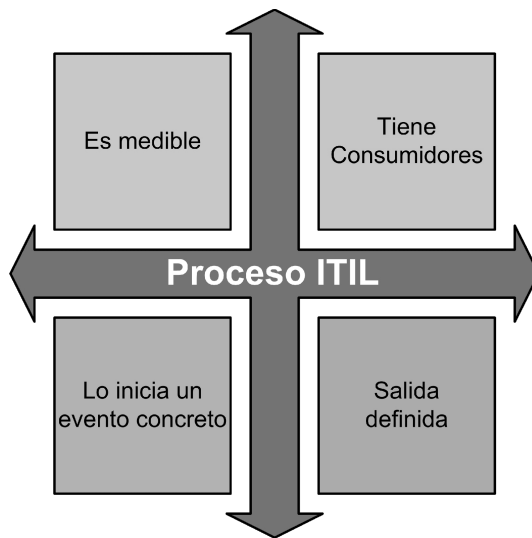 Es medible
Tiene
Consumidores
Proceso ITIL
Lo inicia un
evento concreto
Salida
definida